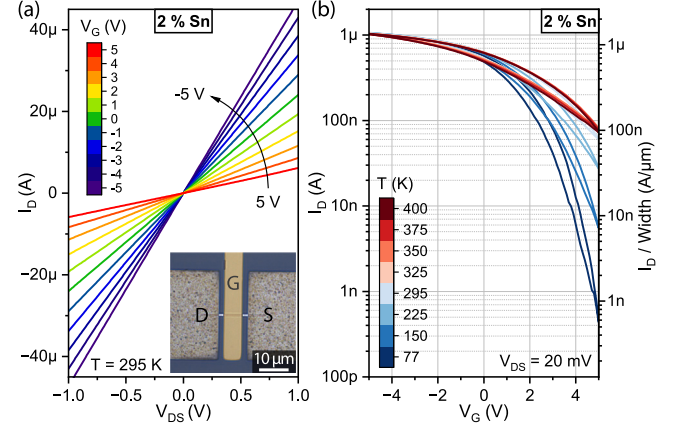 (a)
2 % Sn
V_G (V)
5
4
3
2
1
0
-1
-2
-3
-4
-5
-5 V
5 V
I_D (A)
40µ
20µ
0
-20µ
-40µ
T = 295 K
G
D
S
10 µm
-1.0
-0.5
0.0
0.5
1.0
V_DS (V)
(b)
2 % Sn
I_D (A)
1µ
100n
10n
1n
100p
T (K)
400
375
350
325
295
225
150
77
V_DS = 20 mV
1µ
100n
10n
1n
I_D / Width (A/µm)
-4
-2
0
2
4
V_G (V)